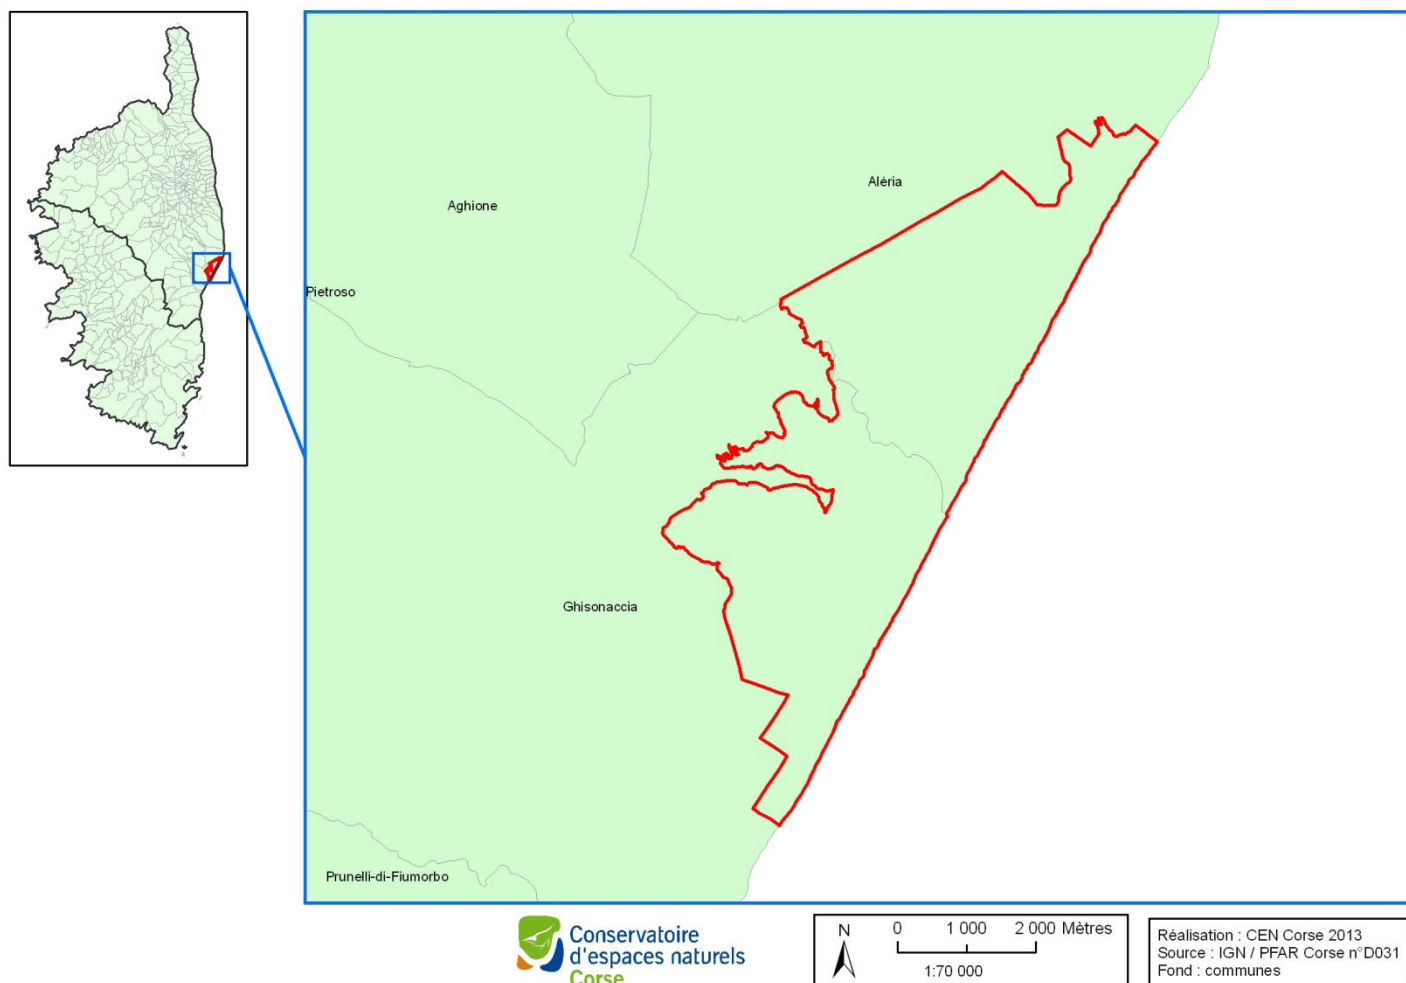 Aléria
Aghione
Pietroso
Ghisonaccia
Prunelli-di-Fiumorbo
Conservatoire
d'espaces naturels
Corse
N
0 1 000 2 000 Mètres
1:70 000
Réalisation : CEN Corse 2013
Source : IGN / PFAR Corse n°D031
Fond : communes